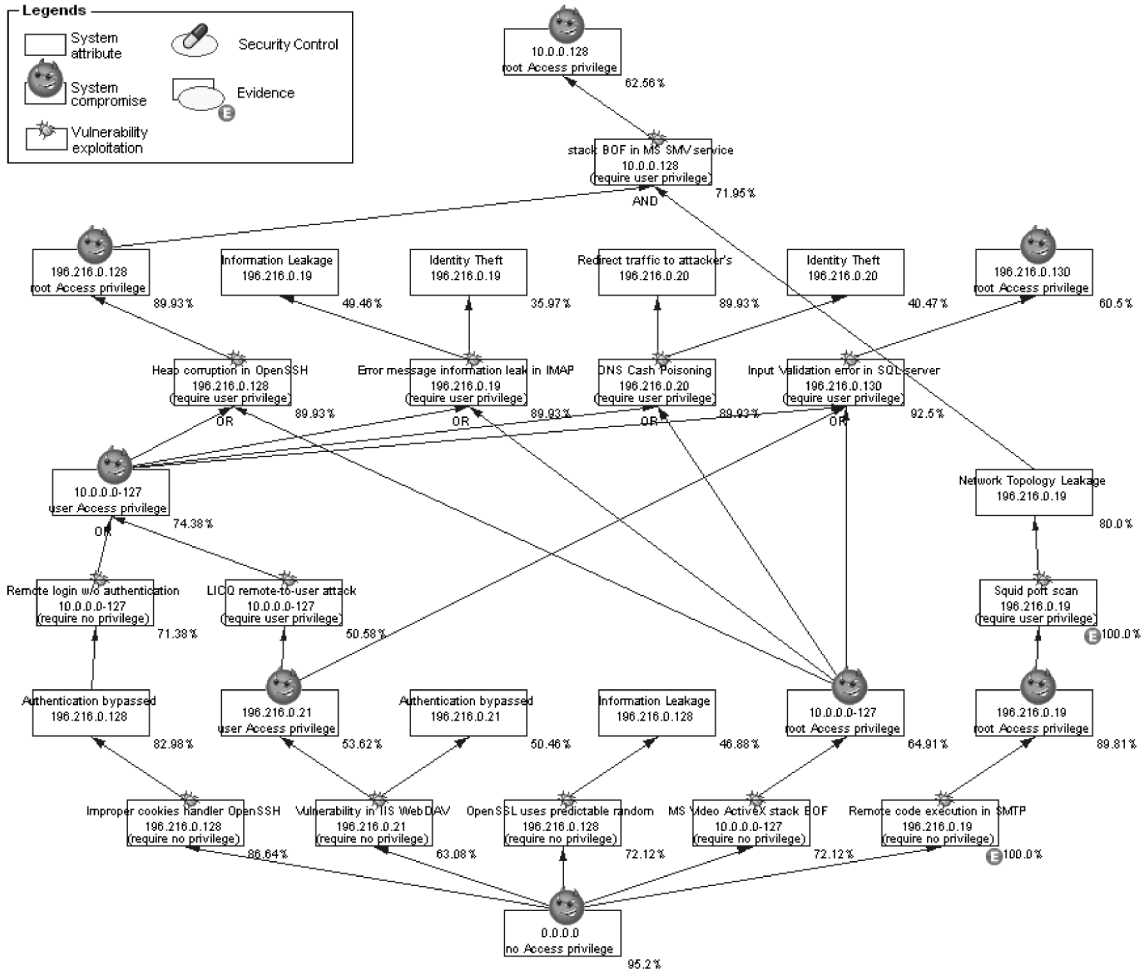 Legends
System
attribute
Security Control
System
compromise
Evidence
E
Vulnerability
exploitation
10.0.0.128
root Access privilege
62.56%
stack BOF in MS SMV service
10.0.0.128
(require user privilege)
71.95%
AND
196.216.0.128
root Access privilege
89.93%
Information Leakage
196.216.0.19
49.46%
Identity Theft
196.216.0.19
35.97%
Redirect traffic to attacker's
196.216.0.20
89.93%
Identity Theft
196.216.0.20
40.47%
196.216.0.130
root Access privilege
60.5%
Heap corruption in OpenSSH
196.216.0.128
(require user privilege)
89.93%
OR
Error message information leak in IMAP
196.216.0.19
(require user privilege)
89.93%
OR
DNS Cash Poisoning
196.216.0.20
(require user privilege)
89.93%
OR
Input Validation error in SQL server
196.216.0.130
(require user privilege)
92.5%
OR
10.0.0.0-127
user Access privilege
74.38%
OR
Network Topology Leakage
196.216.0.19
80.0%
Remote login w/o authentication
10.0.0.0-127
(require no privilege)
71.38%
LICQ remote-to-user attack
10.0.0.0-127
(require user privilege)
50.58%
Squid port scan
196.216.0.19
(require user privilege)
E
100.0%
Authentication bypassed
196.216.0.128
82.98%
196.216.0.21
user Access privilege
53.62%
Authentication bypassed
196.216.0.21
50.46%
Information Leakage
196.216.0.128
46.88%
10.0.0.0-127
root Access privilege
64.91%
196.216.0.19
root Access privilege
89.81%
Improper cookies handler OpenSSH
196.216.0.128
(require no privilege)
86.64%
Vulnerability in IIS WebDAV
196.216.0.21
(require no privilege)
63.08%
OpenSSL uses predictable random
196.216.0.128
(require no privilege)
72.12%
MS Video ActiveX stack BOF
10.0.0.0-127
(require no privilege)
72.12%
Remote code execution in SMTP
196.216.0.19
(require no privilege)
E
100.0%
0.0.0.0
no Access privilege
95.2%